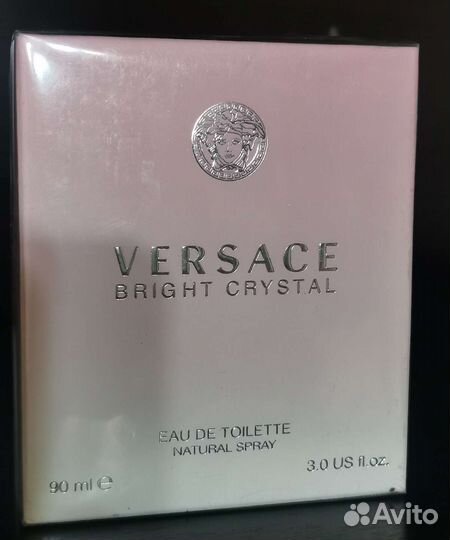 VERSACE
BRIGHT CRYSTAL
EAU DE TOILETTE
NATURAL SPRAY
90 ml ℮
3.0 US fl.oz.
Avito